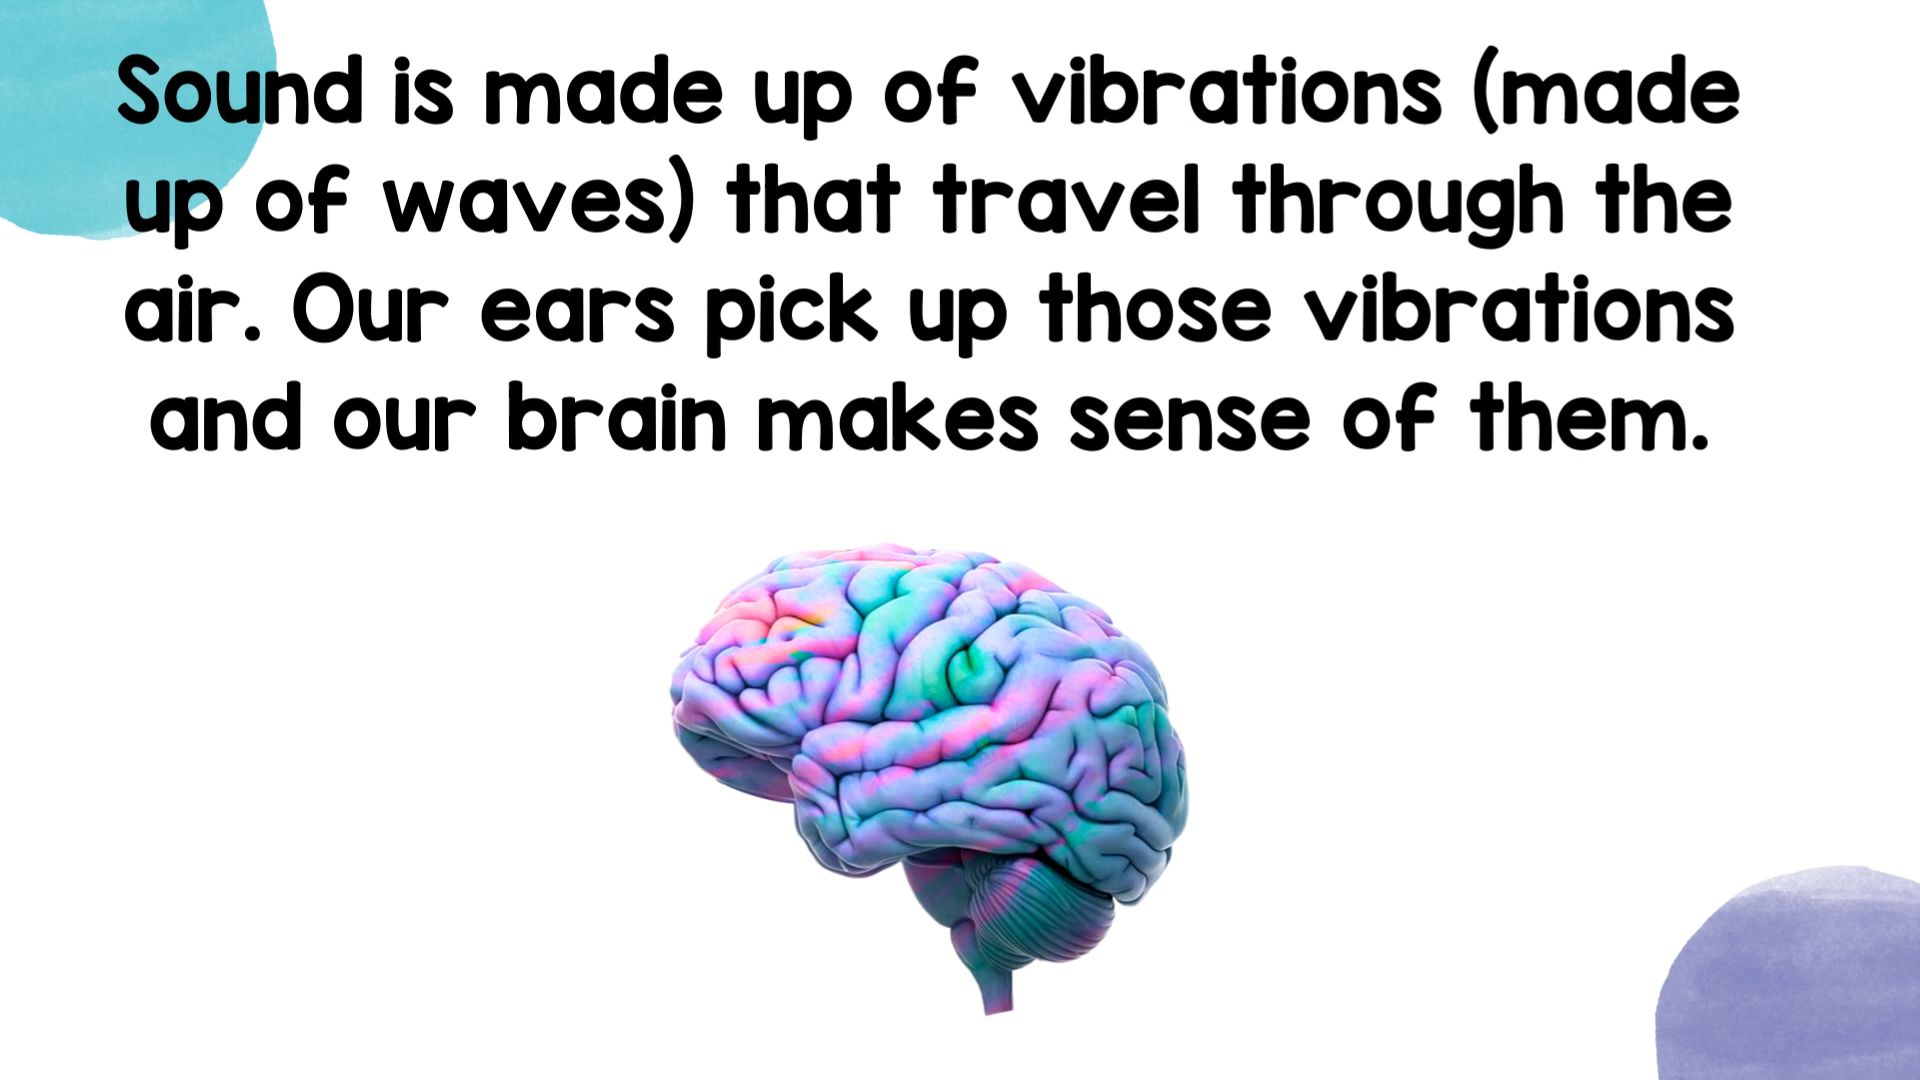 Sound is made up of vibrations (made
up of waves) that travel through the
air. Our ears pick up those vibrations
and our brain makes sense of them.